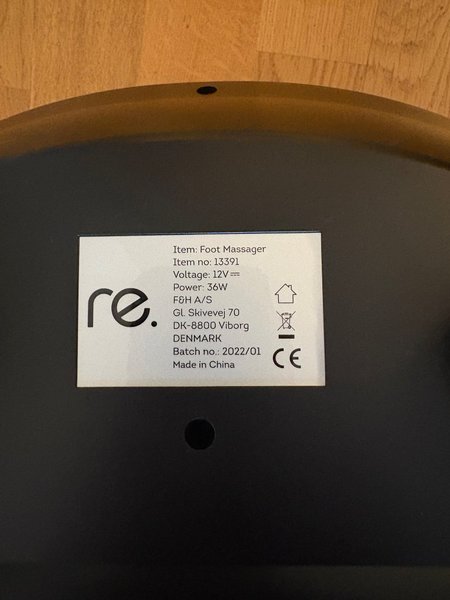 re.
Item: Foot Massager
Item no: 13391
Voltage: 12V⎓
Power: 36W
F&H A/S
Gl. Skivevej 70
DK-8800 Viborg
DENMARK
Batch no.: 2022/01
Made in China
CE